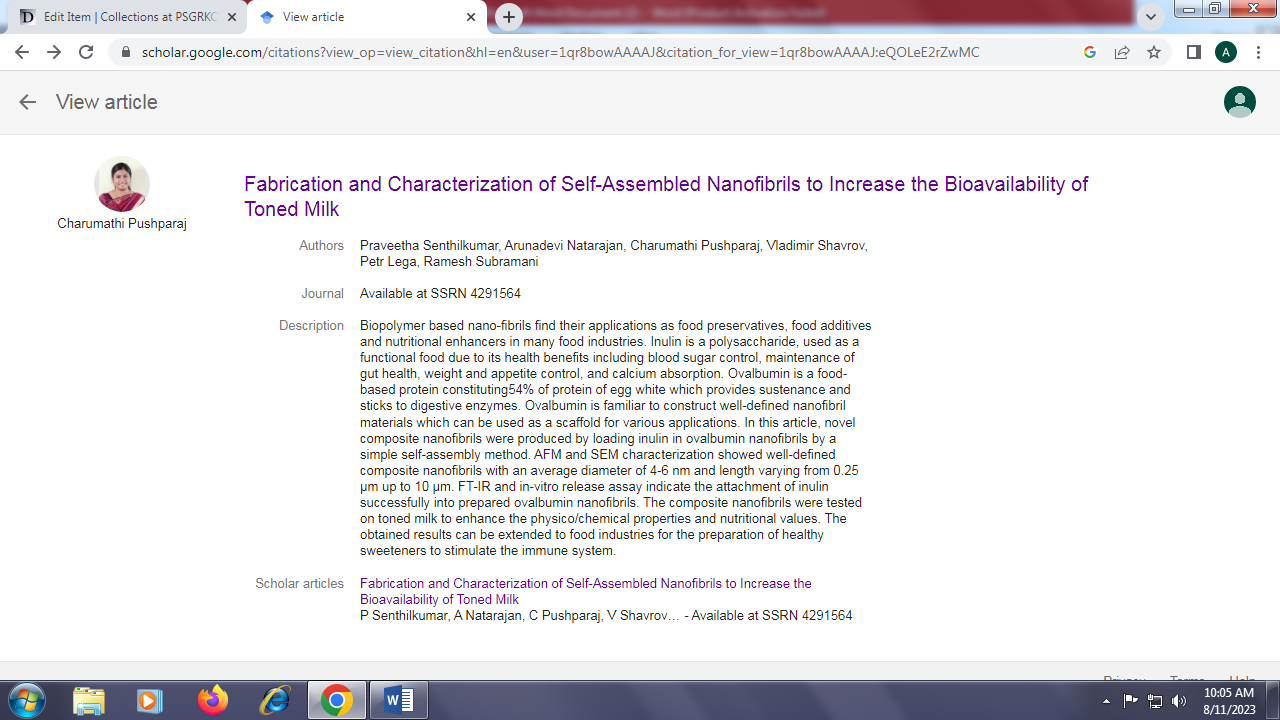 Edit Item | Collections at PSGRKC
View article
scholar.google.com/citations?view_op=view_citation&hl=en&user=1qr8bowAAAAJ&citation_for_view=1qr8bowAAAAJ:eQOLeE2rZwMC
A
View article
Charumathi Pushparaj
Fabrication and Characterization of Self-Assembled Nanofibrils to Increase the Bioavailability of
Toned Milk
Authors
Praveetha Senthilkumar, Arunadevi Natarajan, Charumathi Pushparaj, Vladimir Shavrov,
Petr Lega, Ramesh Subramani
Journal
Available at SSRN 4291564
Description
Biopolymer based nano-fibrils find their applications as food preservatives, food additives
and nutritional enhancers in many food industries. Inulin is a polysaccharide, used as a
functional food due to its health benefits including blood sugar control, maintenance of
gut health, weight and appetite control, and calcium absorption. Ovalbumin is a food-
based protein constituting54% of protein of egg white which provides sustenance and
sticks to digestive enzymes. Ovalbumin is familiar to construct well-defined nanofibril
materials which can be used as a scaffold for various applications. In this article, novel
composite nanofibrils were produced by loading inulin in ovalbumin nanofibrils by a
simple self-assembly method. AFM and SEM characterization showed well-defined
composite nanofibrils with an average diameter of 4-6 nm and length varying from 0.25
μm up to 10 μm. FT-IR and in-vitro release assay indicate the attachment of inulin
successfully into prepared ovalbumin nanofibrils. The composite nanofibrils were tested
on toned milk to enhance the physico/chemical properties and nutritional values. The
obtained results can be extended to food industries for the preparation of healthy
sweeteners to stimulate the immune system.
Scholar articles
Fabrication and Characterization of Self-Assembled Nanofibrils to Increase the
Bioavailability of Toned Milk
P Senthilkumar, A Natarajan, C Pushparaj, V Shavrov… - Available at SSRN 4291564
Privacy Terms Help
10:05 AM
8/11/2023